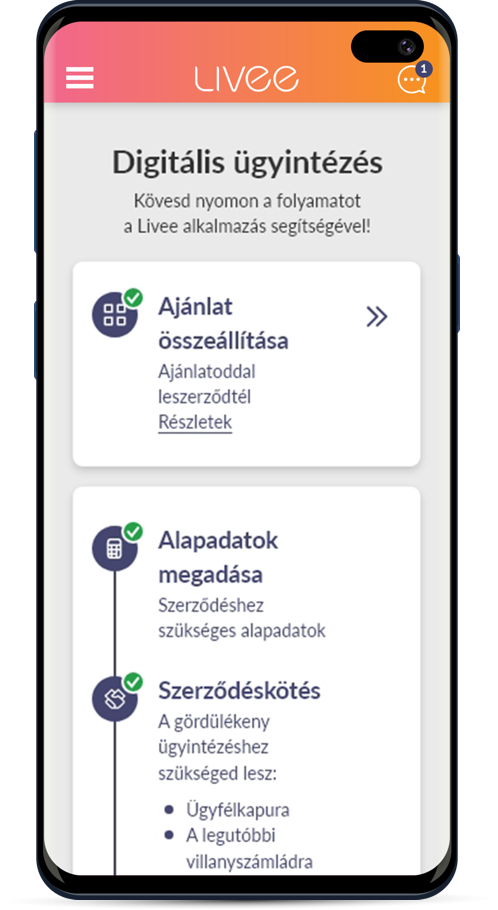 LIVEE
1
Digitális ügyintézés
Kövesd nyomon a folyamatot
a Livee alkalmazás segítségével!
Ajánlat
összeállítása
Ajánlatoddal
leszerződtél
Részletek
Alapadatok
megadása
Szerződéshez
szükséges alapadatok
Szerződéskötés
A gördülékeny
ügyintézéshez
szükséged lesz:
Ügyfélkapura
A legutóbbi
villanyszámládra